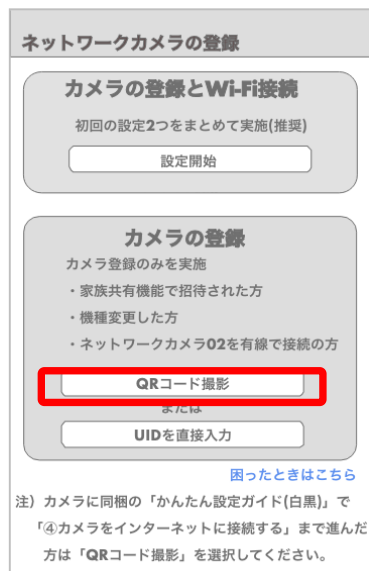 ネットワークカメラの登録
カメラの登録とWi-Fi接続
初回の設定2つをまとめて実施(推奨)
設定開始
カメラの登録
カメラ登録のみを実施
・家族共有機能で招待された方
・機種変更した方
・ネットワークカメラ02を有線で接続の方
QRコード撮影
または
UIDを直接入力
困ったときはこちら
注）カメラに同梱の「かんたん設定ガイド(白黒)」で
「④カメラをインターネットに接続する」まで進んだ
方は「QRコード撮影」を選択してください。